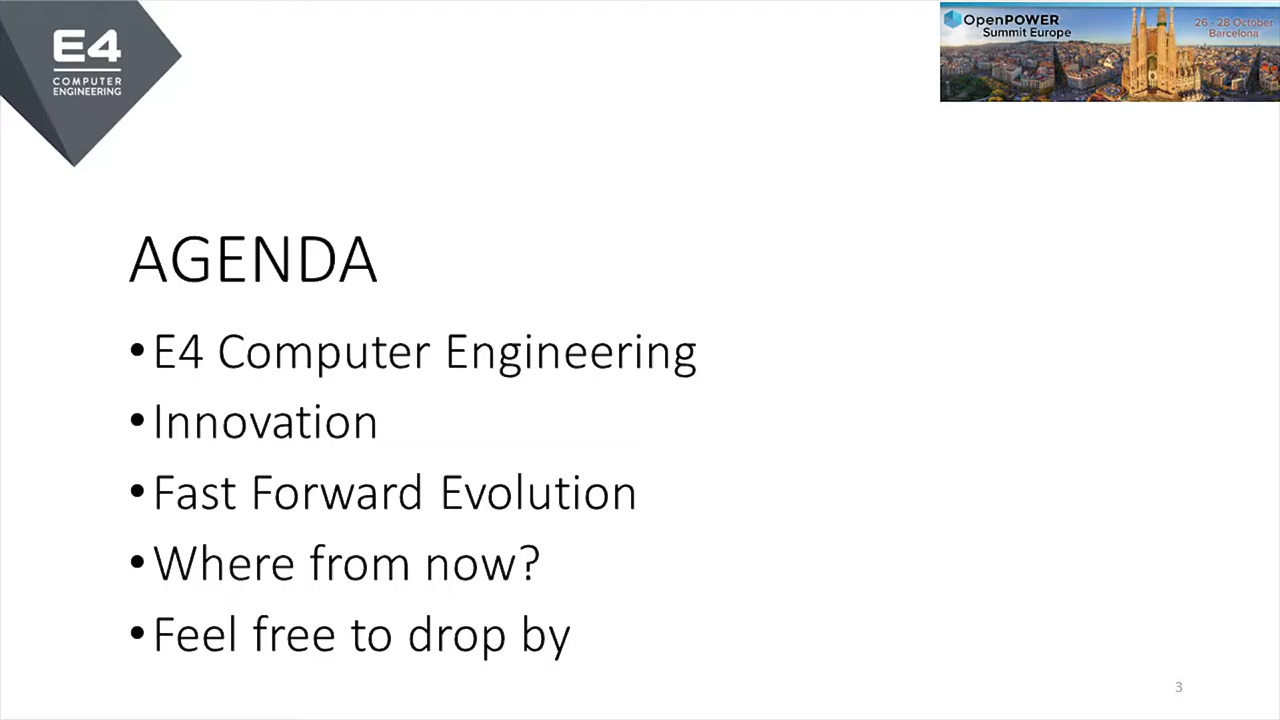 E4
COMPUTER
ENGINEERING
OpenPOWER
Summit Europe
26 - 28 October
Barcelona
AGENDA
•E4 Computer Engineering
•Innovation
•Fast Forward Evolution
•Where from now?
•Feel free to drop by
3